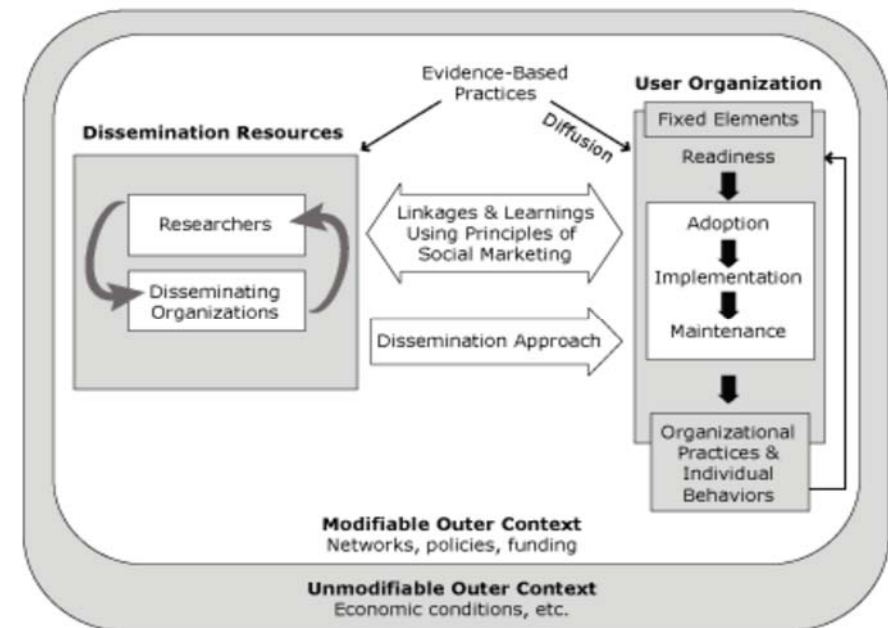 Evidence-Based
Practices
Diffusion
Dissemination Resources
Researchers
Disseminating
Organizations
Linkages & Learnings
Using Principles of
Social Marketing
Dissemination Approach
User Organization
Fixed Elements
Readiness
Adoption
Implementation
Maintenance
Organizational
Practices &
Individual
Behaviors
Modifiable Outer Context
Networks, policies, funding
Unmodifiable Outer Context
Economic conditions, etc.